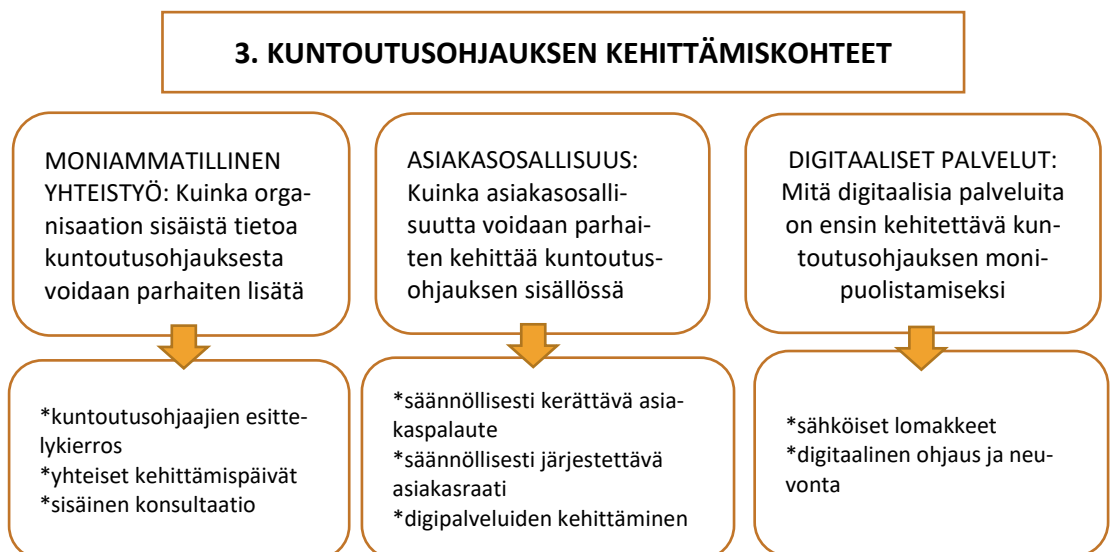 3. KUNTOUTUSOHJAUKSEN KEHITTÄMISKOHTEET
MONIAMMATILLINEN
YHTEISTYÖ: Kuinka orga-
nisaation sisäistä tietoa
kuntoutusohjauksesta
voidaan parhaiten lisätä
ASIAKASOSALLISUUS:
Kuinka asiakasosalli-
suutta voidaan parhai-
ten kehittää kuntoutus-
ohjauksen sisällössä
DIGITAALISET PALVELUT:
Mitä digitaalisia palveluita
on ensin kehitettävä kun-
toutusohjauksen moni-
puolistamiseksi
*kuntoutusohjaajien esitte-
lykierros
*yhteiset kehittämispäivät
*sisäinen konsultaatio
*säännöllisesti kerättävä asia-
kaspalaute
*säännöllisesti järjestettävä
asiakasraati
*digipalveluiden kehittäminen
*sähköiset lomakkeet
*digitaalinen ohjaus ja neu-
vonta